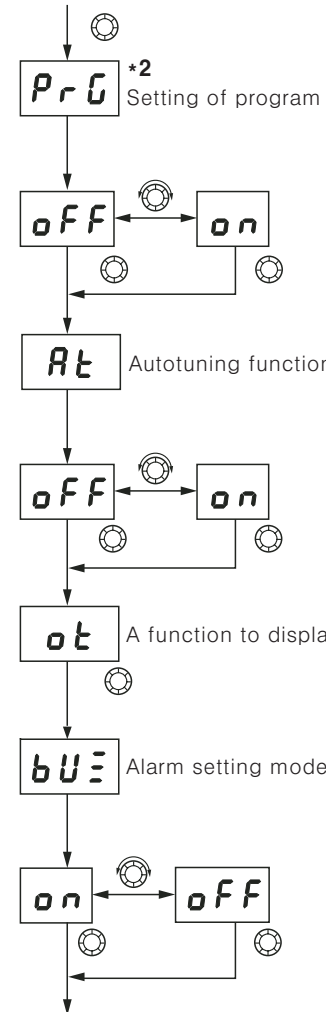 PrG
*2
Setting of program
oFF
on
At
Autotuning function
oFF
on
ot
A function to displa
bUZ
Alarm setting mode
on
oFF